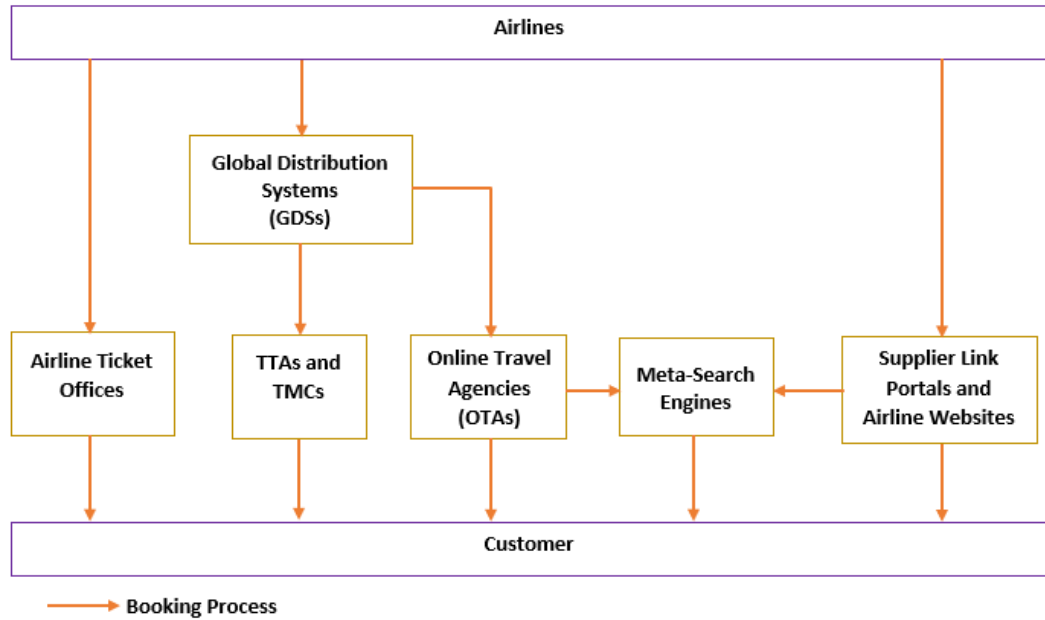 Airlines
Global Distribution
Systems
(GDSs)
Airline Ticket
Offices
TTAs and
TMCs
Online Travel
Agencies
(OTAs)
Meta-Search
Engines
Supplier Link
Portals and
Airline Websites
Customer
Booking Process